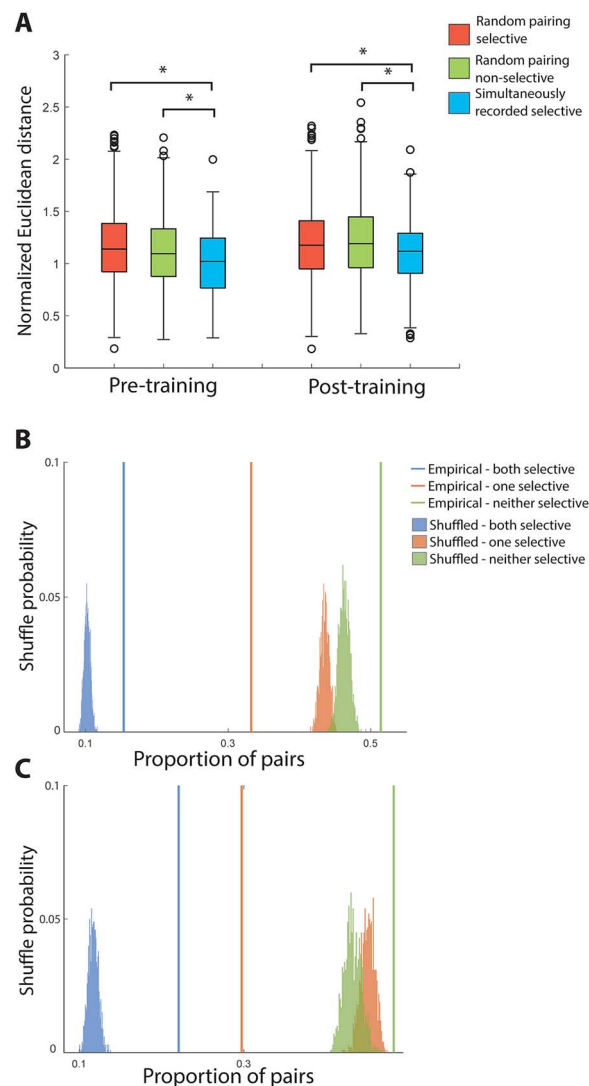 A
Random pairing
selective
Random pairing
non-selective
Simultaneously
recorded selective
Normalized Euclidean distance
3
2.5
2
1.5
1
0.5
0
* * * *
Pre-training Post-training
B
Shuffle probability
0.1
0.05
0
0.1 0.3 0.5
Proportion of pairs
Empirical - both selective
Empirical - one selective
Empirical - neither selective
Shuffled - both selective
Shuffled - one selective
Shuffled - neither selective
C
Shuffle probability
0.1
0.05
0
0.1 0.3
Proportion of pairs